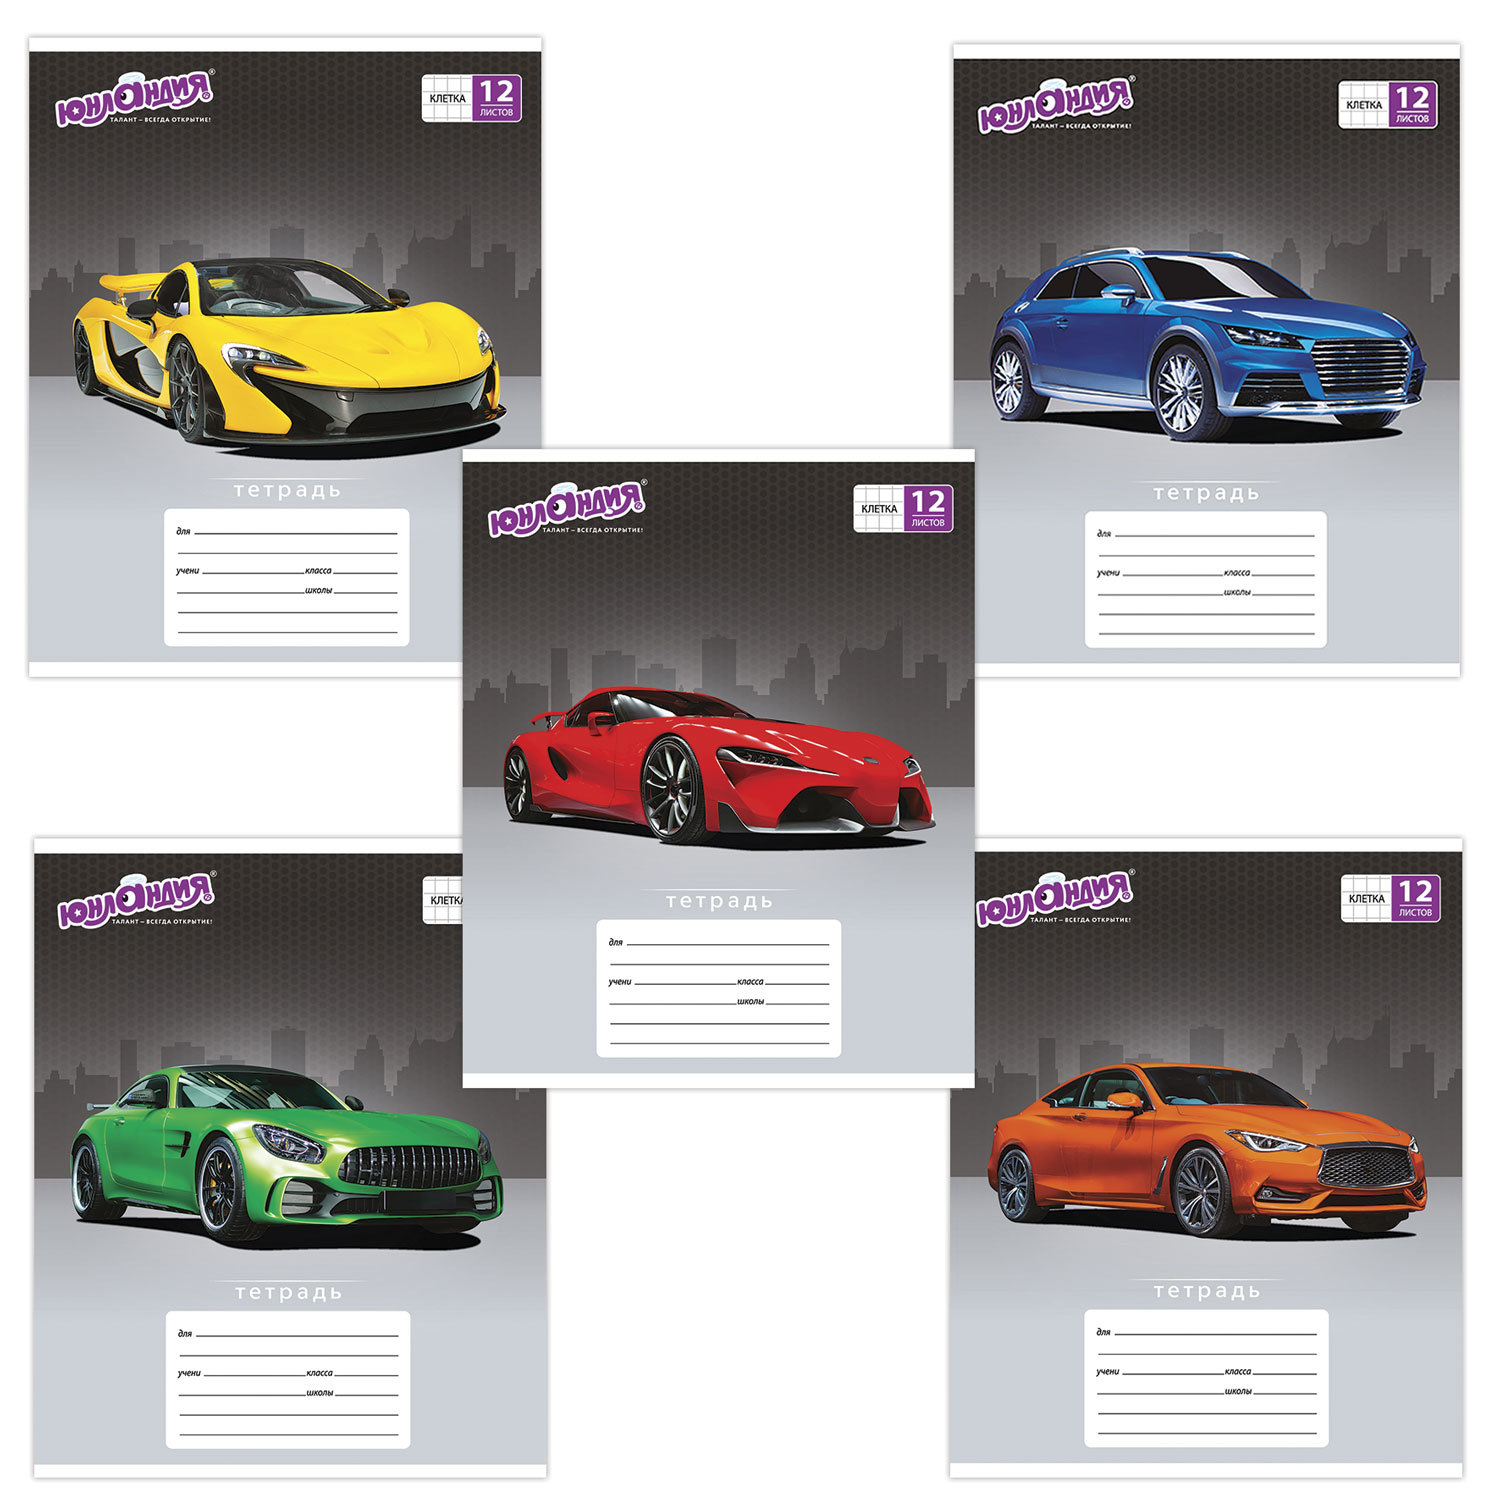 ЮНЛАНДИЯ®
ТАЛАНТ – ВСЕГДА ОТКРЫТИЕ!
КЛЕТКА
12
ЛИСТОВ
тетрадь
для
учени класса
школы
ЮНЛАНДИЯ®
ТАЛАНТ – ВСЕГДА ОТКРЫТИЕ!
КЛЕТКА
12
ЛИСТОВ
тетрадь
для
учени класса
школы
ЮНЛАНДИЯ®
ТАЛАНТ – ВСЕГДА ОТКРЫТИЕ!
КЛЕТКА
12
ЛИСТОВ
тетрадь
для
учени класса
школы
ЮНЛАНДИЯ®
ТАЛАНТ – ВСЕГДА ОТКРЫТИЕ!
КЛЕТКА
тетрадь
для
учени класса
школы
ЮНЛАНДИЯ®
ТАЛАНТ – ВСЕГДА ОТКРЫТИЕ!
КЛЕТКА
12
ЛИСТОВ
тетрадь
для
учени класса
школы